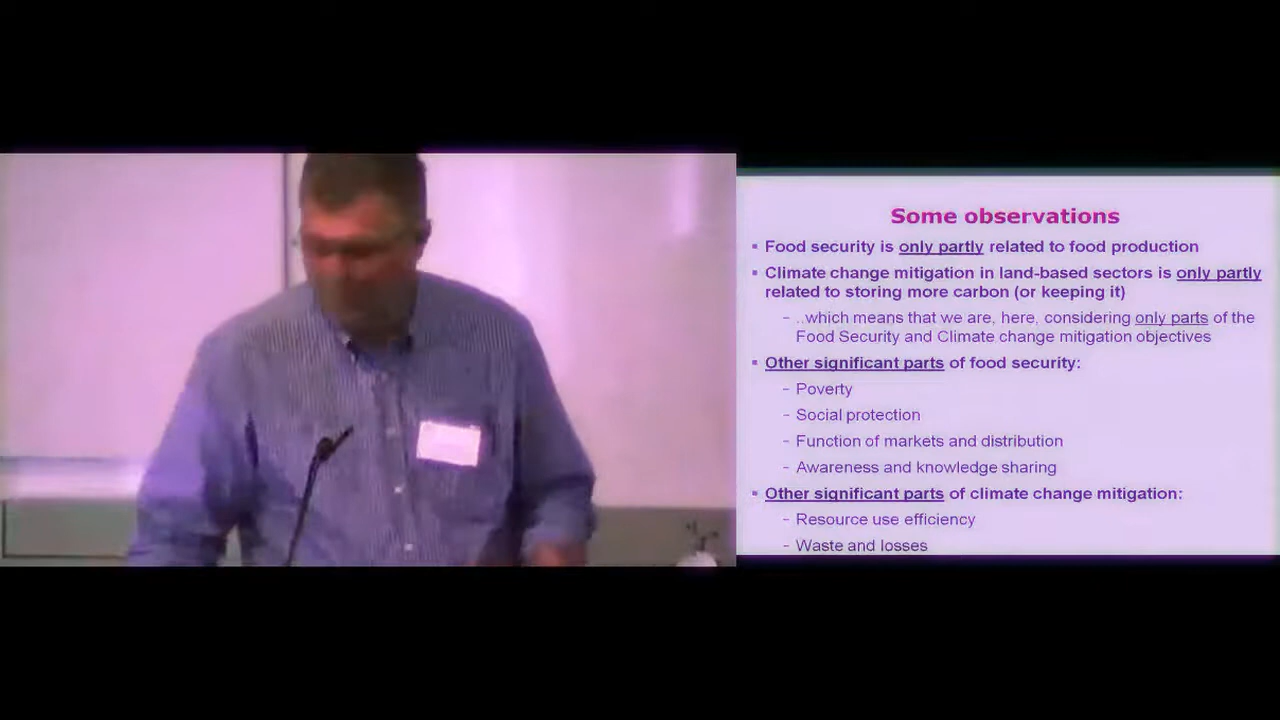 Some observations
▪ Food security is only partly related to food production
▪ Climate change mitigation in land-based sectors is only partly
related to storing more carbon (or keeping it)
– ..which means that we are, here, considering only parts of the
Food Security and Climate change mitigation objectives
▪ Other significant parts of food security:
– Poverty
– Social protection
– Function of markets and distribution
– Awareness and knowledge sharing
▪ Other significant parts of climate change mitigation:
– Resource use efficiency
– Waste and losses